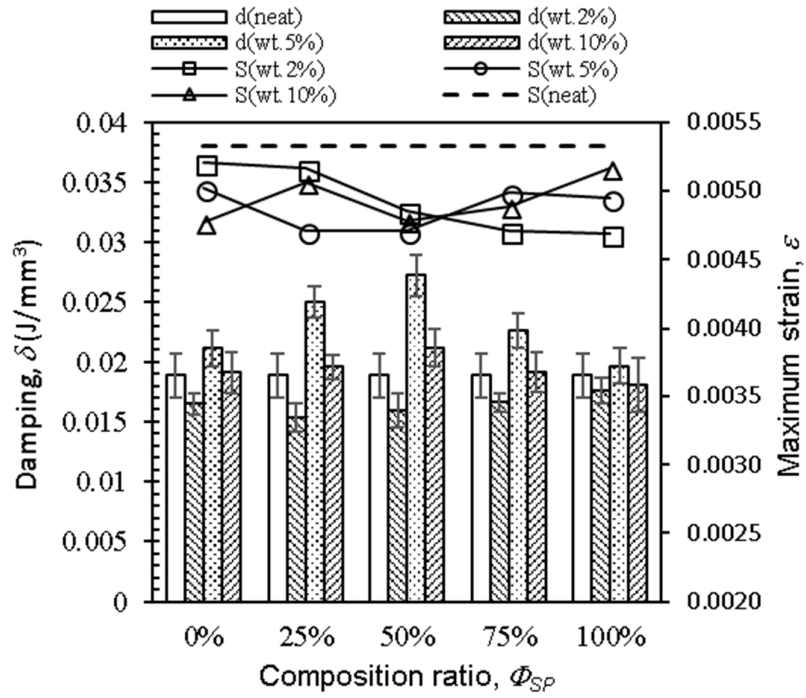 d(neat) d(wt.2%)
d(wt.5%) d(wt.10%)
S(wt.2%) S(wt.5%)
S(wt.10%) S(neat)
0.04 0.0055
0.035 0.0050
0.03 0.0045
0.025 0.0040
0.02 0.0035
0.015 0.0030
0.01 0.0025
0.005 0.0020
0
Damping, δ (J/mm³)
Maximum strain, ε
0% 25% 50% 75% 100%
Composition ratio, Φ_SP